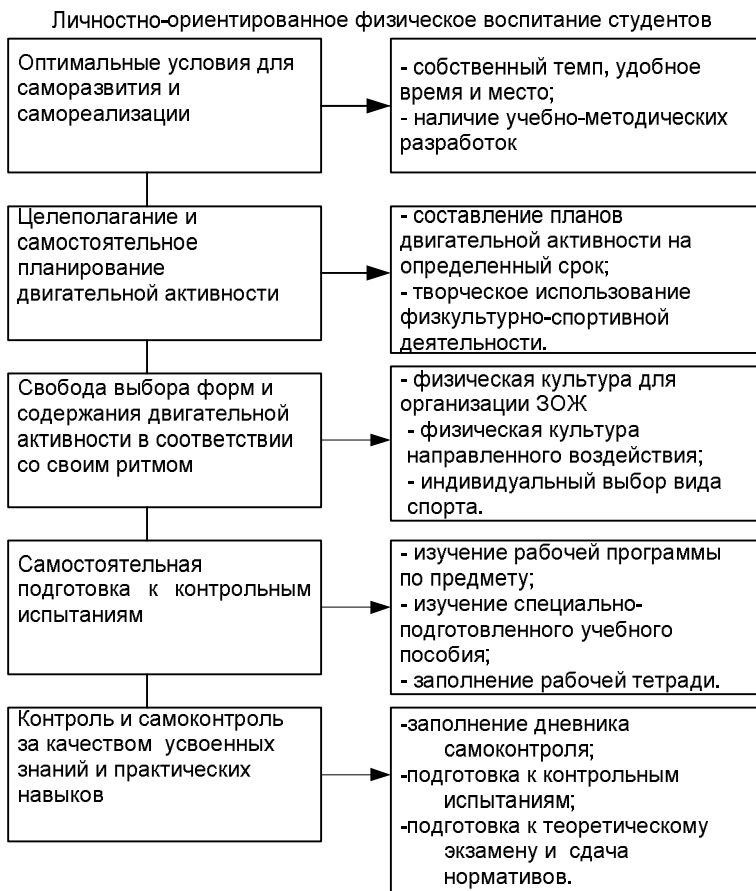 Личностно-ориентированное физическое воспитание студентов
Оптимальные условия для
саморазвития и
самореализации
- собственный темп, удобное
время и место;
- наличие учебно-методических
разработок
Целеполагание и
самостоятельное
планирование
двигательной активности
- составление планов
двигательной активности на
определенный срок;
- творческое использование
физкультурно-спортивной
деятельности.
Свобода выбора форм и
содержания двигательной
активности в соответствии
со своим ритмом
- физическая культура для
организации ЗОЖ
- физическая культура
направленного воздействия;
- индивидуальный выбор вида
спорта.
Самостоятельная
подготовка к контрольным
испытаниям
- изучение рабочей программы
по предмету;
- изучение специально-
подготовленного учебного
пособия;
- заполнение рабочей тетради.
Контроль и самоконтроль
за качеством усвоенных
знаний и практических
навыков
-заполнение дневника
самоконтроля;
-подготовка к контрольным
испытаниям;
-подготовка к теоретическому
экзамену и сдача
нормативов.